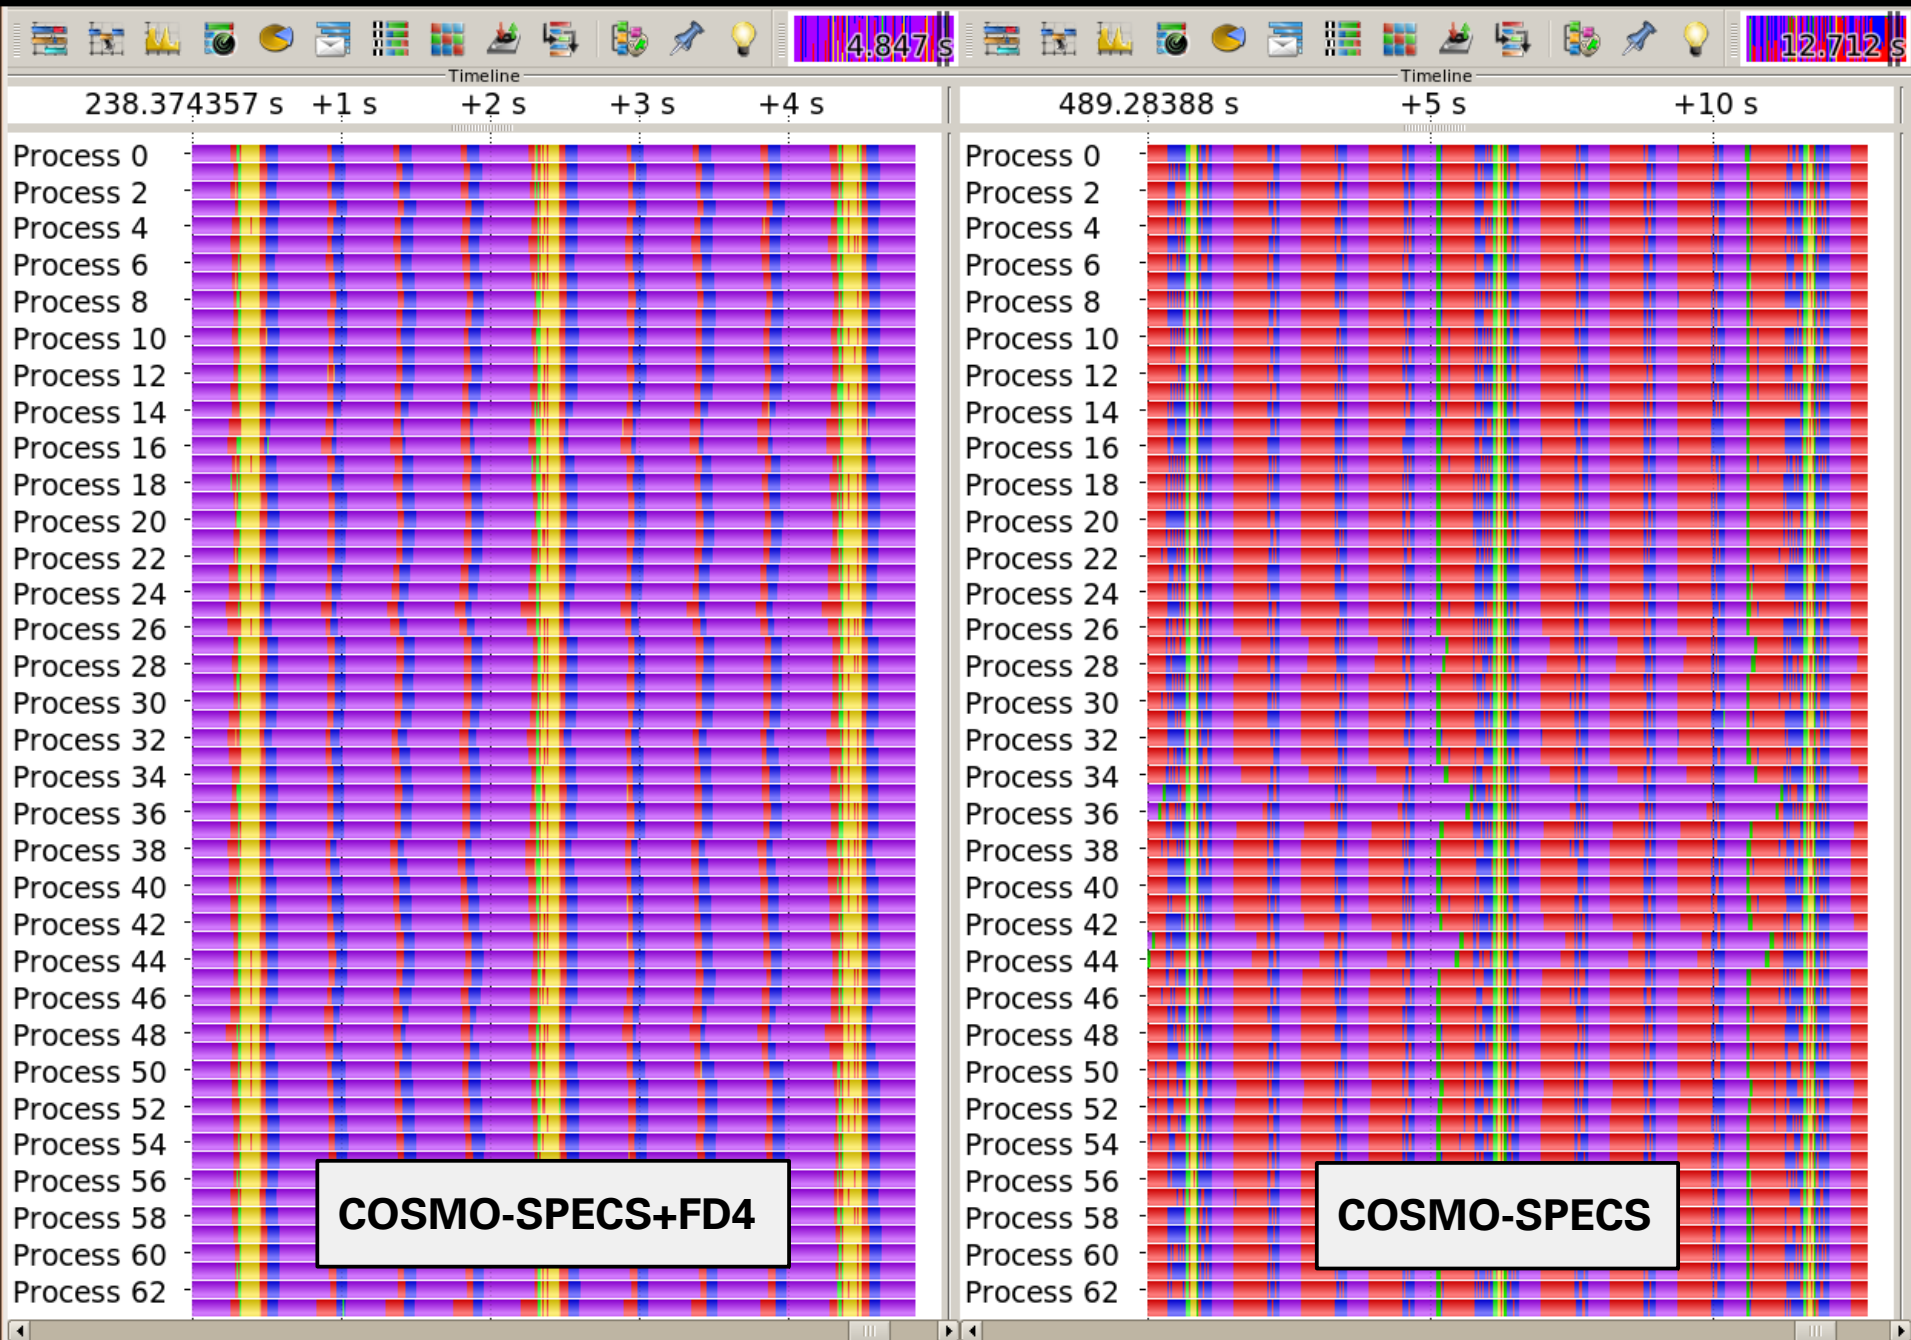 4.847 s
Timeline
238.374357 s +1 s +2 s +3 s +4 s
Process 0
Process 2
Process 4
Process 6
Process 8
Process 10
Process 12
Process 14
Process 16
Process 18
Process 20
Process 22
Process 24
Process 26
Process 28
Process 30
Process 32
Process 34
Process 36
Process 38
Process 40
Process 42
Process 44
Process 46
Process 48
Process 50
Process 52
Process 54
Process 56
Process 58
Process 60
Process 62
COSMO-SPECS+FD4
12.712 s
Timeline
489.28388 s +5 s +10 s
Process 0
Process 2
Process 4
Process 6
Process 8
Process 10
Process 12
Process 14
Process 16
Process 18
Process 20
Process 22
Process 24
Process 26
Process 28
Process 30
Process 32
Process 34
Process 36
Process 38
Process 40
Process 42
Process 44
Process 46
Process 48
Process 50
Process 52
Process 54
Process 56
Process 58
Process 60
Process 62
COSMO-SPECS